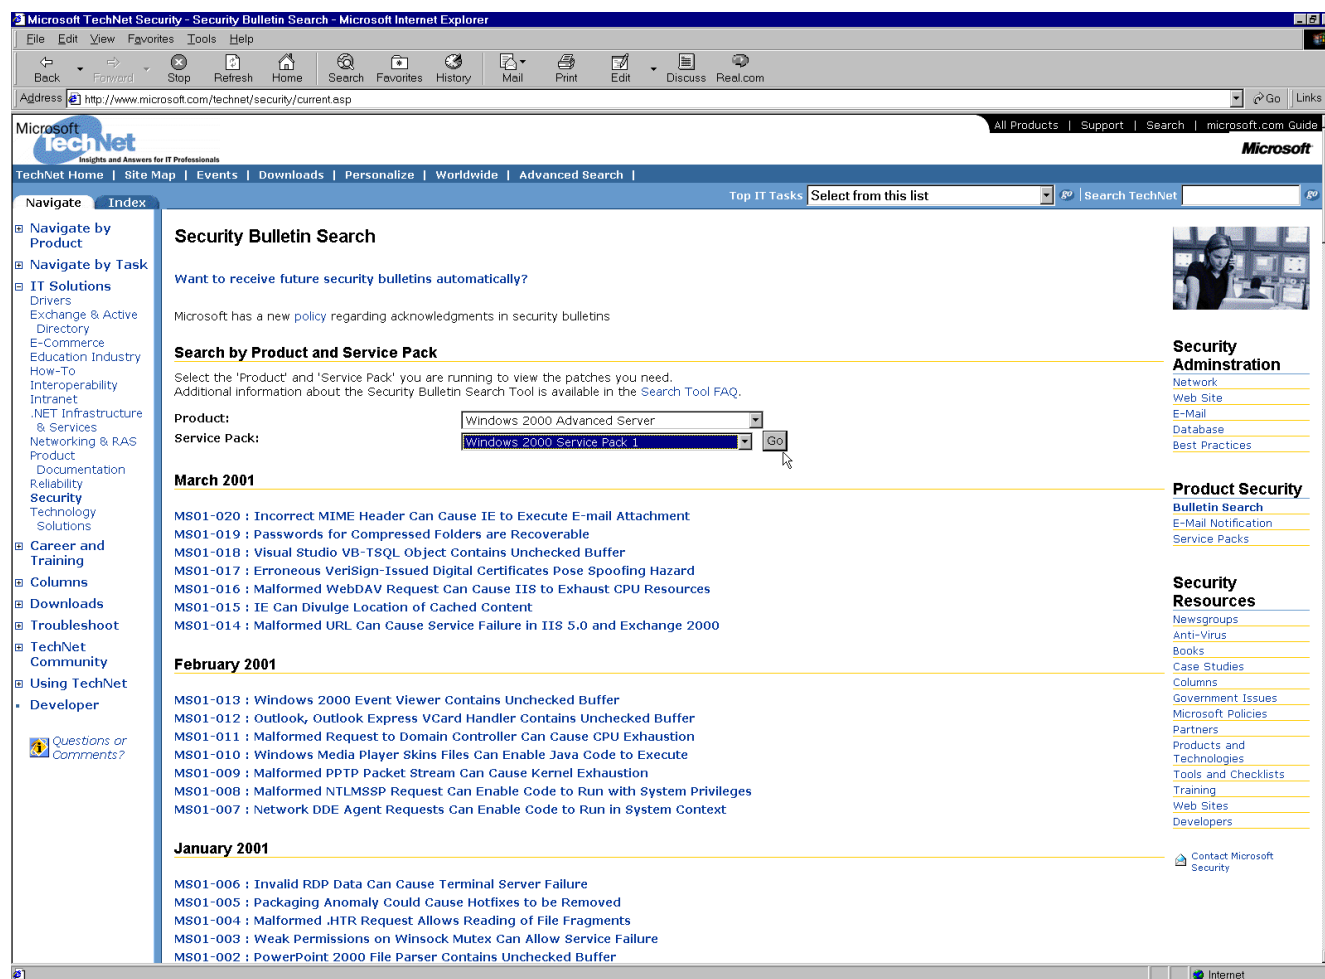 Microsoft TechNet Security - Security Bulletin Search - Microsoft Internet Explorer
File Edit View Favorites Tools Help
Back Forward Stop Refresh Home Search Favorites History Mail Print Edit Discuss Real.com
Address http://www.microsoft.com/technet/security/current.asp Go Links
All Products | Support | Search | microsoft.com Guide
Microsoft
TechNet
Insights and Answers for IT Professionals
Microsoft
TechNet Home | Site Map | Events | Downloads | Personalize | Worldwide | Advanced Search |
Top IT Tasks Select from this list go Search TechNet go
Navigate Index
Navigate by
Product
Navigate by Task
IT Solutions
Drivers
Exchange & Active
Directory
E-Commerce
Education Industry
How-To
Interoperability
Intranet
.NET Infrastructure
& Services
Networking & RAS
Product
Documentation
Reliability
Security
Technology
Solutions
Career and
Training
Columns
Downloads
Troubleshoot
TechNet
Community
Using TechNet
Developer
Questions or
Comments?
Security Bulletin Search
Want to receive future security bulletins automatically?
Microsoft has a new policy regarding acknowledgments in security bulletins
Search by Product and Service Pack
Select the 'Product' and 'Service Pack' you are running to view the patches you need.
Additional information about the Security Bulletin Search Tool is available in the Search Tool FAQ.
Product: Windows 2000 Advanced Server
Service Pack: Windows 2000 Service Pack 1 Go
March 2001
MS01-020 : Incorrect MIME Header Can Cause IE to Execute E-mail Attachment
MS01-019 : Passwords for Compressed Folders are Recoverable
MS01-018 : Visual Studio VB-TSQL Object Contains Unchecked Buffer
MS01-017 : Erroneous VeriSign-Issued Digital Certificates Pose Spoofing Hazard
MS01-016 : Malformed WebDAV Request Can Cause IIS to Exhaust CPU Resources
MS01-015 : IE Can Divulge Location of Cached Content
MS01-014 : Malformed URL Can Cause Service Failure in IIS 5.0 and Exchange 2000
February 2001
MS01-013 : Windows 2000 Event Viewer Contains Unchecked Buffer
MS01-012 : Outlook, Outlook Express VCard Handler Contains Unchecked Buffer
MS01-011 : Malformed Request to Domain Controller Can Cause CPU Exhaustion
MS01-010 : Windows Media Player Skins Files Can Enable Java Code to Execute
MS01-009 : Malformed PPTP Packet Stream Can Cause Kernel Exhaustion
MS01-008 : Malformed NTLMSSP Request Can Enable Code to Run with System Privileges
MS01-007 : Network DDE Agent Requests Can Enable Code to Run in System Context
January 2001
MS01-006 : Invalid RDP Data Can Cause Terminal Server Failure
MS01-005 : Packaging Anomaly Could Cause Hotfixes to be Removed
MS01-004 : Malformed .HTR Request Allows Reading of File Fragments
MS01-003 : Weak Permissions on Winsock Mutex Can Allow Service Failure
MS01-002 : PowerPoint 2000 File Parser Contains Unchecked Buffer
Security
Adminstration
Network
Web Site
E-Mail
Database
Best Practices
Product Security
Bulletin Search
E-Mail Notification
Service Packs
Security
Resources
Newsgroups
Anti-Virus
Books
Case Studies
Columns
Government Issues
Microsoft Policies
Partners
Products and
Technologies
Tools and Checklists
Training
Web Sites
Developers
Contact Microsoft
Security
Internet